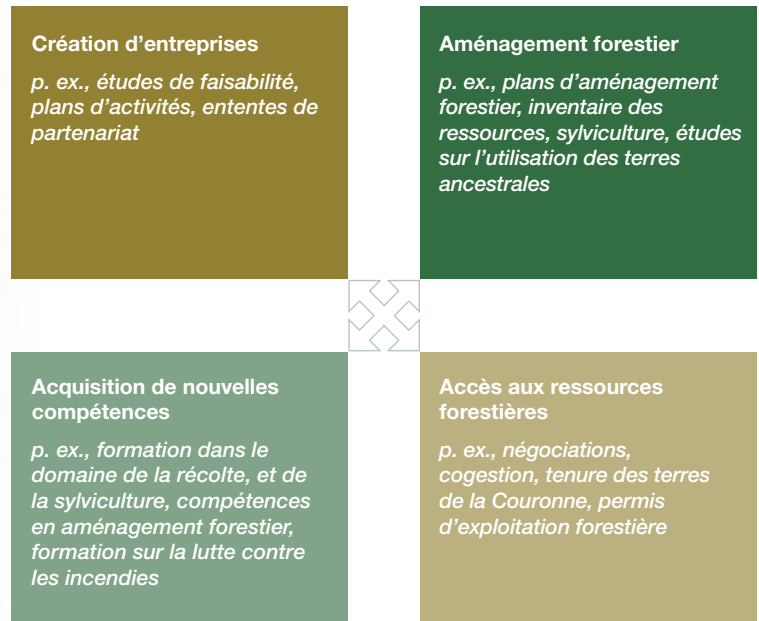 Création d’entreprises
p. ex., études de faisabilité,
plans d’activités, ententes de
partenariat
Aménagement forestier
p. ex., plans d’aménagement
forestier, inventaire des
ressources, sylviculture, études
sur l’utilisation des terres
ancestrales
Acquisition de nouvelles
compétences
p. ex., formation dans le
domaine de la récolte, et de
la sylviculture, compétences
en aménagement forestier,
formation sur la lutte contre
les incendies
Accès aux ressources
forestières
p. ex., négociations,
cogestion, tenure des terres
de la Couronne, permis
d’exploitation forestière